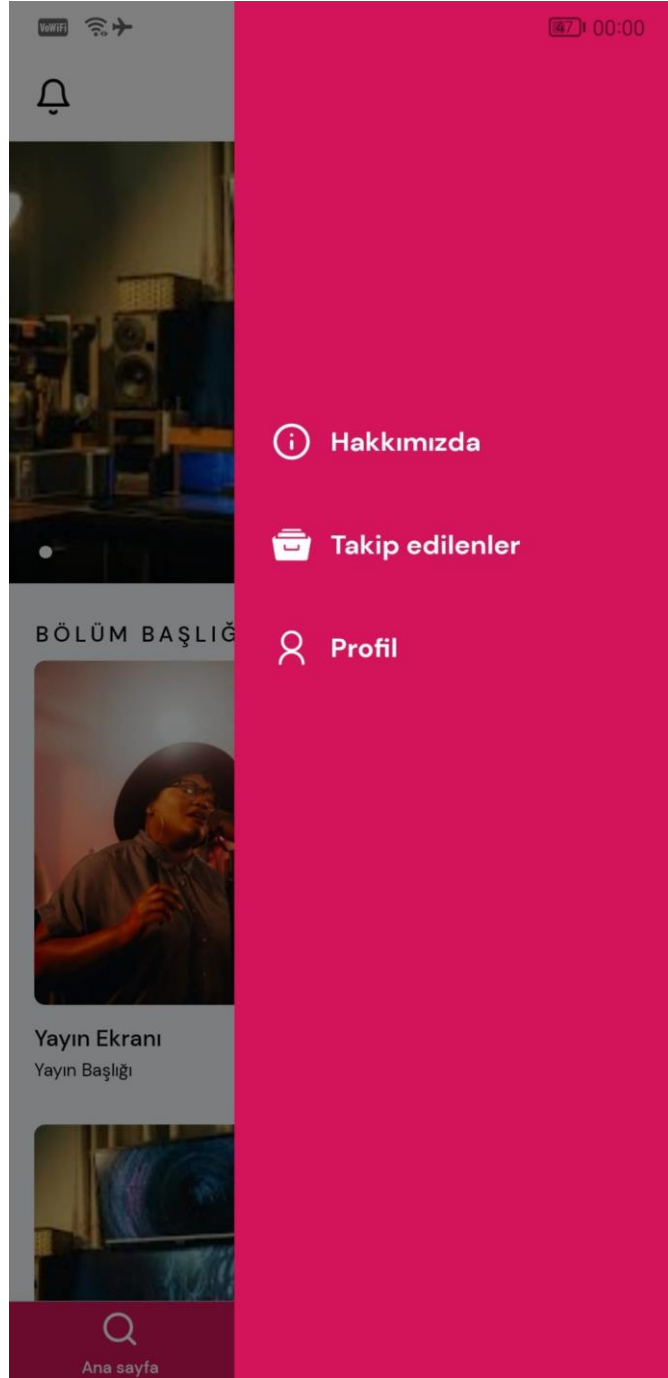 VoWiFi
47 00:00
Hakkımızda
Takip edilenler
Profil
BÖLÜM BAŞLIĞ
Yayın Ekranı
Yayın Başlığı
Ana sayfa